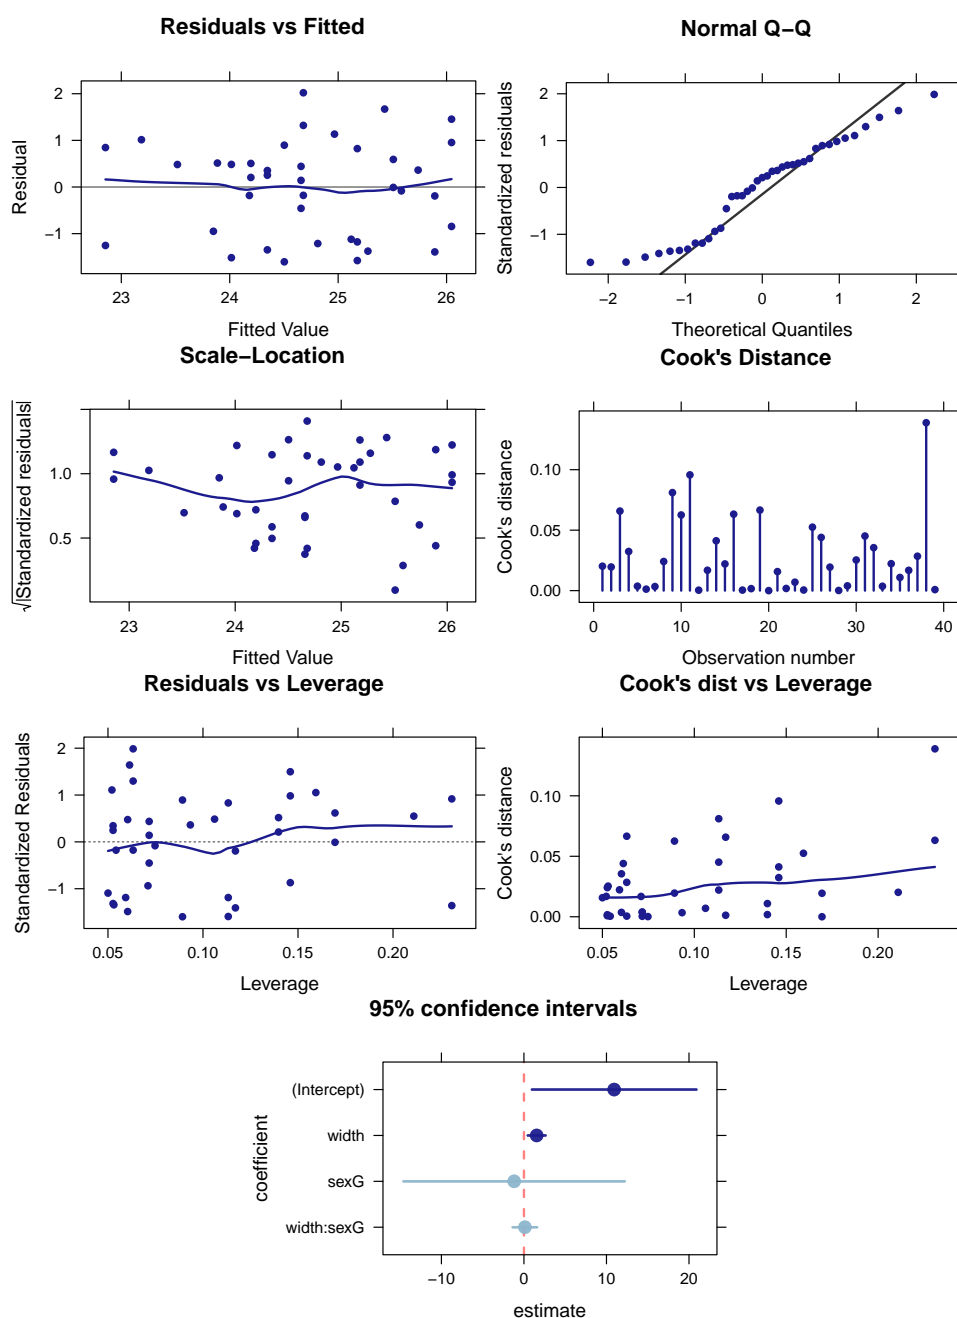 Residuals vs Fitted
Residual
2
1
0
−1
23 24 25 26
Fitted Value
Normal Q−Q
Standardized residuals
2
1
0
−1
−2 −1 0 1 2
Theoretical Quantiles
Scale−Location
√|Standardized residuals|
1.0
0.5
23 24 25 26
Fitted Value
Cook's Distance
Cook's distance
0.10
0.05
0.00
0 10 20 30 40
Observation number
Residuals vs Leverage
Standardized Residuals
2
1
0
−1
0.05 0.10 0.15 0.20
Leverage
Cook's dist vs Leverage
Cook's distance
0.10
0.05
0.00
0.05 0.10 0.15 0.20
Leverage
95% confidence intervals
coefficient
(Intercept)
width
sexG
width:sexG
−10 0 10 20
estimate